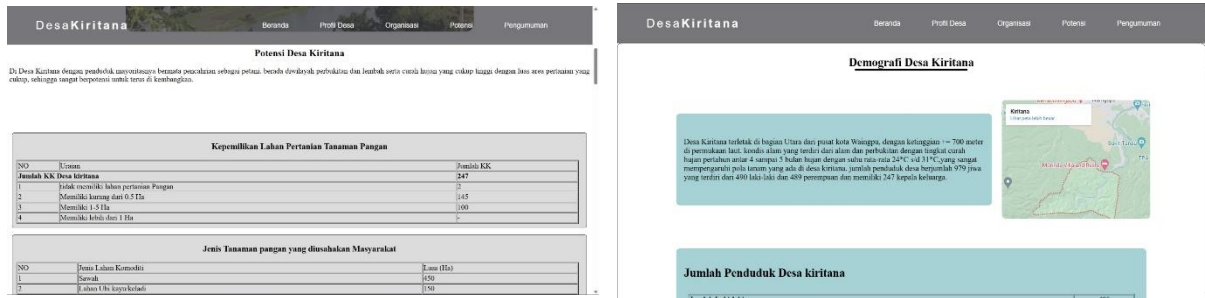 DesaKiritana Beranda Profil Desa Organisasi Potensi Pengumuman
Potensi Desa Kiritana
Di Desa Kiritana dengan penduduk mayoritasnya bermata pencahrian sebagai petani. berada diwilayah perbukitan dan lembah serta curah hujan yang cukup tinggi dengan luas area pertanian yang
cukup, sehingga sangat berpotensi untuk terus di kembangkan.
Kepemilikan Lahan Pertanian Tanaman Pangan
NO Uraian Jumlah KK
Jumlah KK Desa kiritana 247
1 tidak memiliki lahan pertanian Pangan 2
2 Memiliki kurang dari 0.5 Ha 145
3 Memiliki 1-5 Ha 100
4 Memiliki lebih dari 1 Ha -
Jenis Tanaman pangan yang diusahakan Masyarakat
NO Jenis Lahan Komoditi Luas (Ha)
1 Sawah 450
2 Lahan Ubi kayu/keladi 150
DesaKiritana Beranda Profil Desa Organisasi Potensi Pengumuman
Demografi Desa Kiritana
Desa Kiritana terletak di bagian Utara dari pusat kota Waingpu, dengan ketinggian +- 700 meter
di permukaan laut. kondis alam yang terdiri dari alam dan perbukitan dengan tingkat curah
hujan pertahun antar 4 sampai 5 bulan hujan dengan suhu rata-rata 24°C s/d 31°C,yang sangat
mempengaruhi pola tanam yang ada di desa kiritana. jumlah penduduk desa berjumlah 979 jiwa
yang terdiri dari 490 laki-laki dan 489 perempuan dan memiliki 247 kepala keluarga.
Kiritana
Lihat peta lebih besar
Jumlah Penduduk Desa kiritana